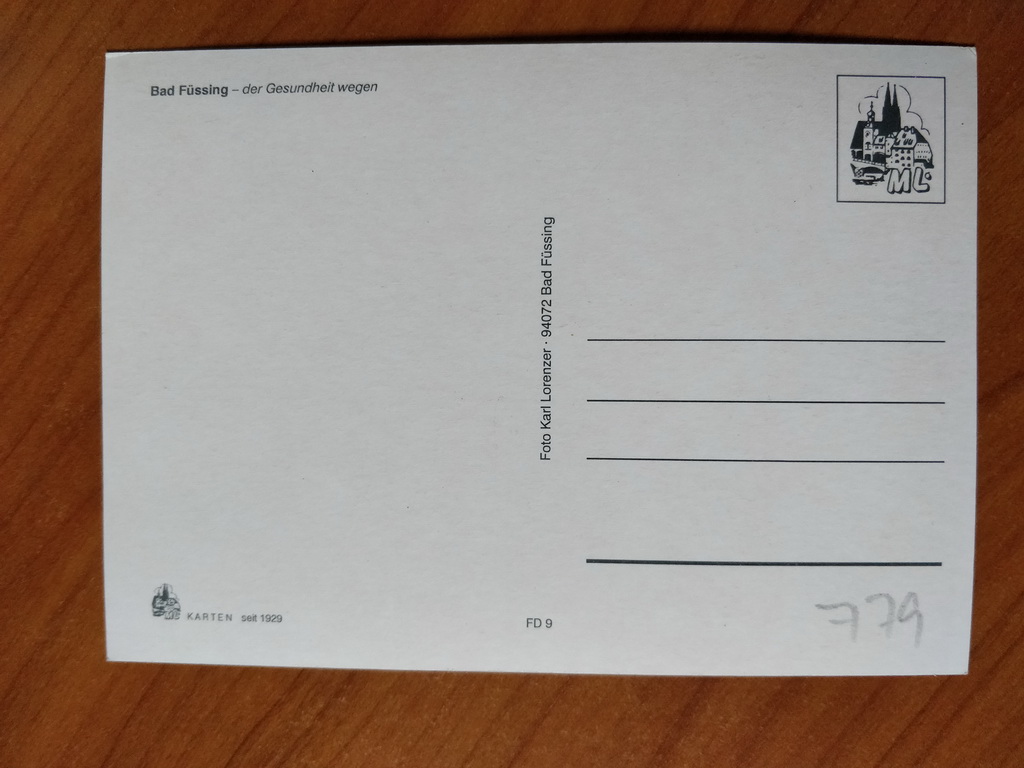 Bad Füssing – der Gesundheit wegen
ML
Foto Karl Lorenzer · 94072 Bad Füssing
KARTEN seit 1929
FD 9
779